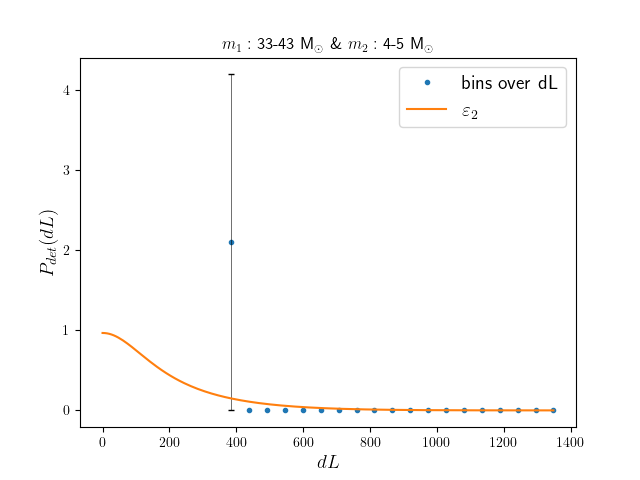 m₁ : 33-43 M⊙ & m₂ : 4-5 M⊙
bins over dL
ε₂
P_det(dL)
4
3
2
1
0
0 200 400 600 800 1000 1200 1400
dL